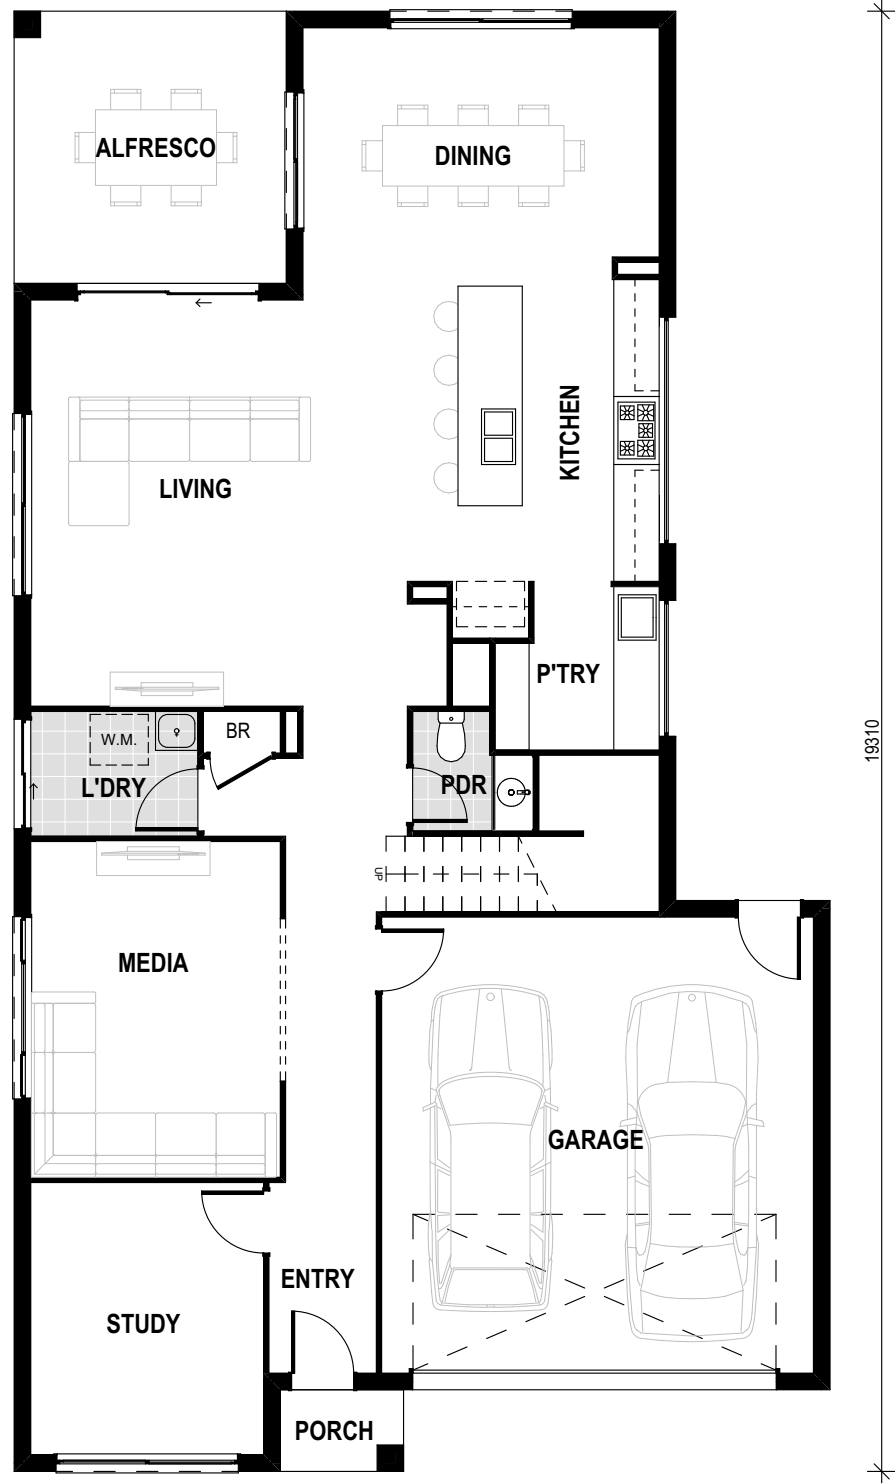 ALFRESCO
DINING
KITCHEN
LIVING
P'TRY
19310
BR
W.M.
L'DRY
PDR
UP
MEDIA
GARAGE
ENTRY
STUDY
PORCH